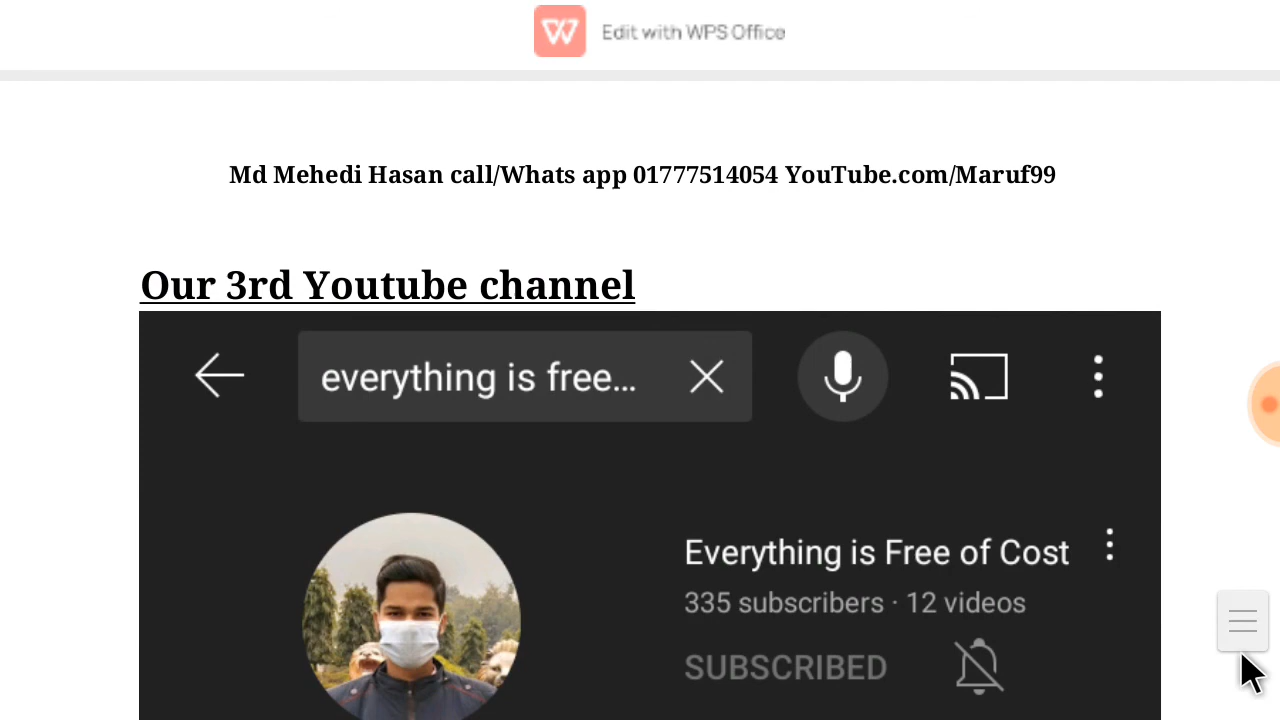 Edit with WPS Office
Md Mehedi Hasan call/Whats app 01777514054 YouTube.com/Maruf99
Our 3rd Youtube channel
everything is free...
Everything is Free of Cost
335 subscribers · 12 videos
SUBSCRIBED